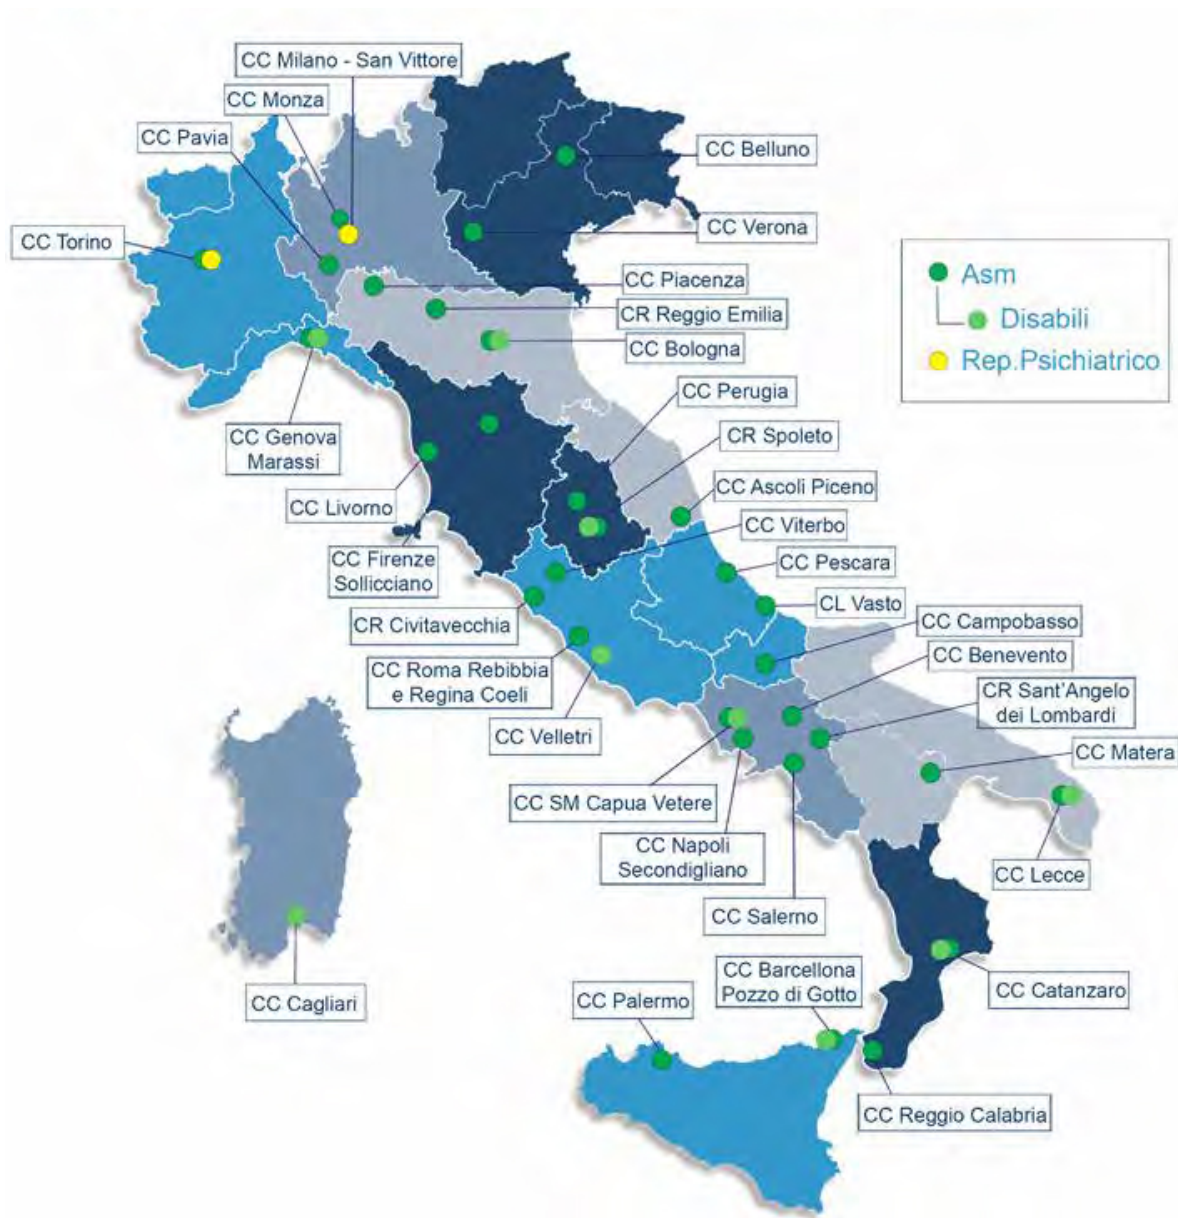 CC Milano - San Vittore
CC Monza
CC Pavia
CC Belluno
CC Torino
CC Verona
Asm
Disabili
Rep.Psichiatrico
CC Piacenza
CR Reggio Emilia
CC Bologna
CC Perugia
CC Genova
Marassi
CR Spoleto
CC Livorno
CC Ascoli Piceno
CC Viterbo
CC Firenze
Sollicciano
CC Pescara
CR Civitavecchia
CL Vasto
CC Campobasso
CC Roma Rebibbia
e Regina Coeli
CC Benevento
CR Sant'Angelo
dei Lombardi
CC Velletri
CC Matera
CC SM Capua Vetere
CC Napoli
Secondigliano
CC Lecce
CC Salerno
CC Barcellona
Pozzo di Gotto
CC Catanzaro
CC Cagliari
CC Palermo
CC Reggio Calabria